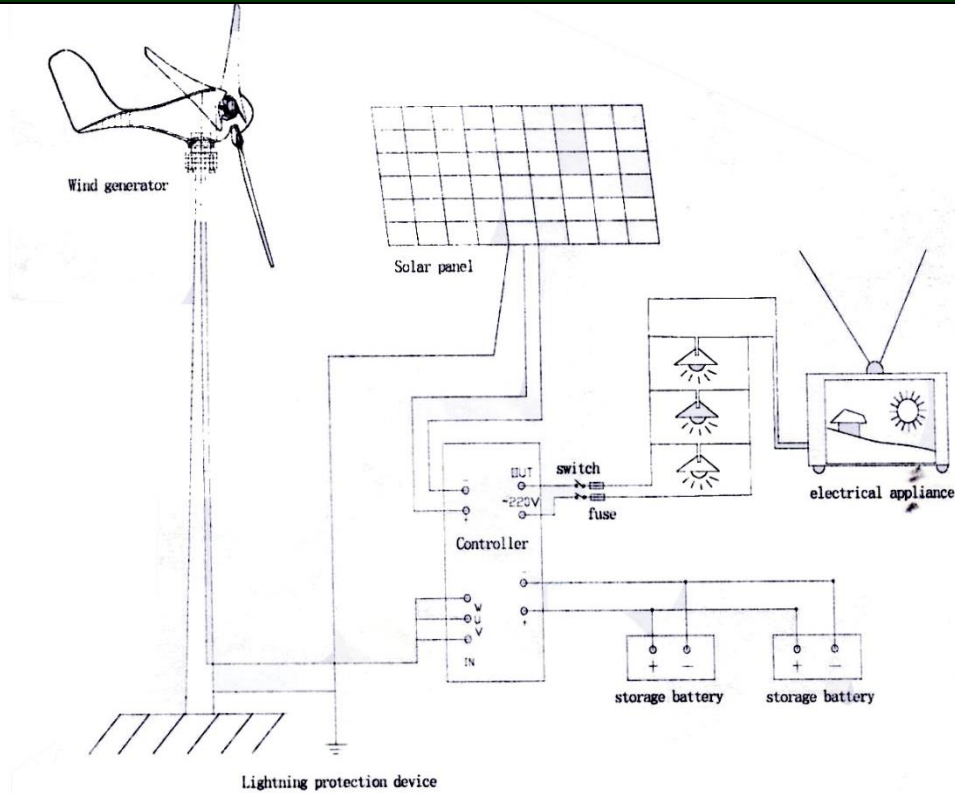 Wind generator
Solar panel
electrical appliance
switch
fuse
-
+
OUT
~220V
Controller
W
U
V
IN
-
+
+ −
+ −
storage battery
storage battery
Lightning protection device